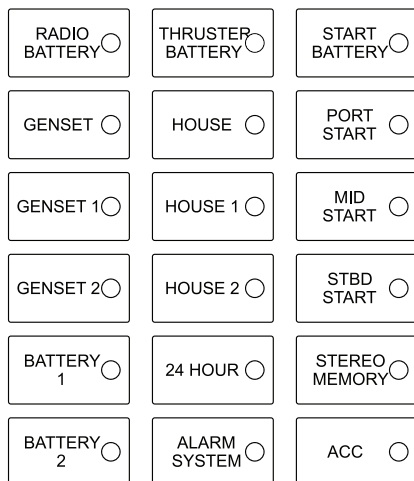 RADIO
BATTERY
THRUSTER
BATTERY
START
BATTERY
GENSET
HOUSE
PORT
START
GENSET 1
HOUSE 1
MID
START
GENSET 2
HOUSE 2
STBD
START
BATTERY
1
24 HOUR
STEREO
MEMORY
BATTERY
2
ALARM
SYSTEM
ACC